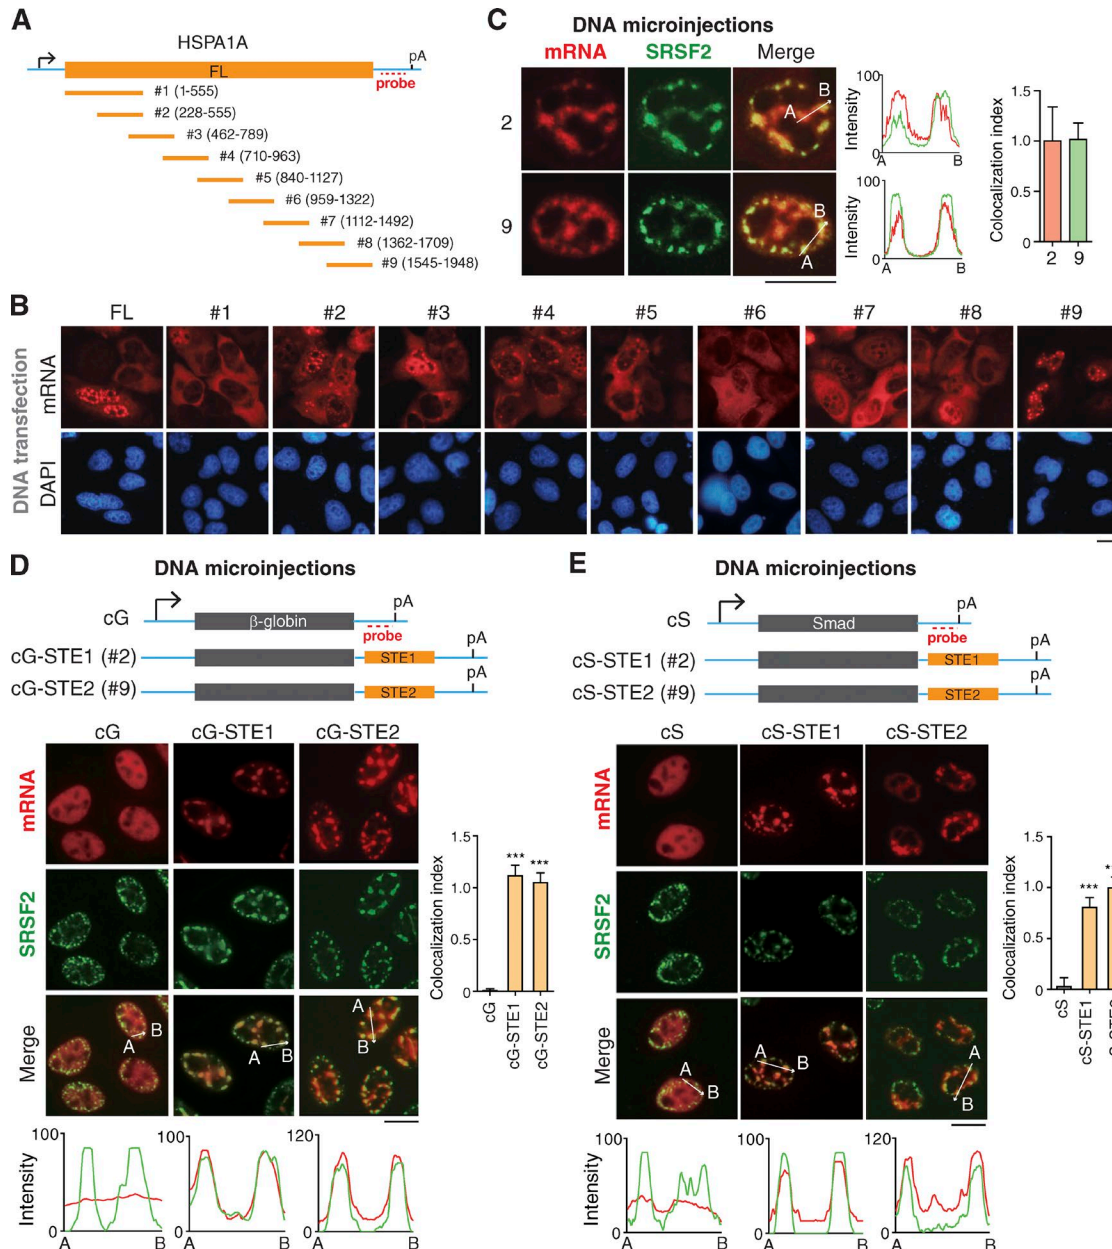 A
HSPA1A
pA
FL
probe
#1 (1-555)
#2 (228-555)
#3 (462-789)
#4 (710-963)
#5 (840-1127)
#6 (959-1322)
#7 (1112-1492)
#8 (1362-1709)
#9 (1545-1948)
C
DNA microinjections
mRNA SRSF2 Merge
2
A B
9
A B
100
Intensity
0
A B
100
Intensity
0
A B
1.5
1.0
0.5
0
Colocalization index
2 9
B
FL #1 #2 #3 #4 #5 #6 #7 #8 #9
DNA transfection
mRNA
DAPI
D
DNA microinjections
cG
β-globin
pA
probe
cG-STE1 (#2)
STE1
pA
cG-STE2 (#9)
STE2
pA
cG cG-STE1 cG-STE2
mRNA
SRSF2
Merge
A B
A B
A B
1.5
1.0
0.5
0
Colocalization index
*** ***
cG cG-STE1 cG-STE2
Intensity
100
0
A B
100
0
A B
120
0
A B
E
DNA microinjections
cS
Smad
pA
probe
cS-STE1 (#2)
STE1
pA
cS-STE2 (#9)
STE2
pA
cS cS-STE1 cS-STE2
mRNA
SRSF2
Merge
A B
A B
A B
1.5
1.0
0.5
0
Colocalization index
***
cS cS-STE1
Intensity
100
0
A B
100
0
A B
120
0
A B